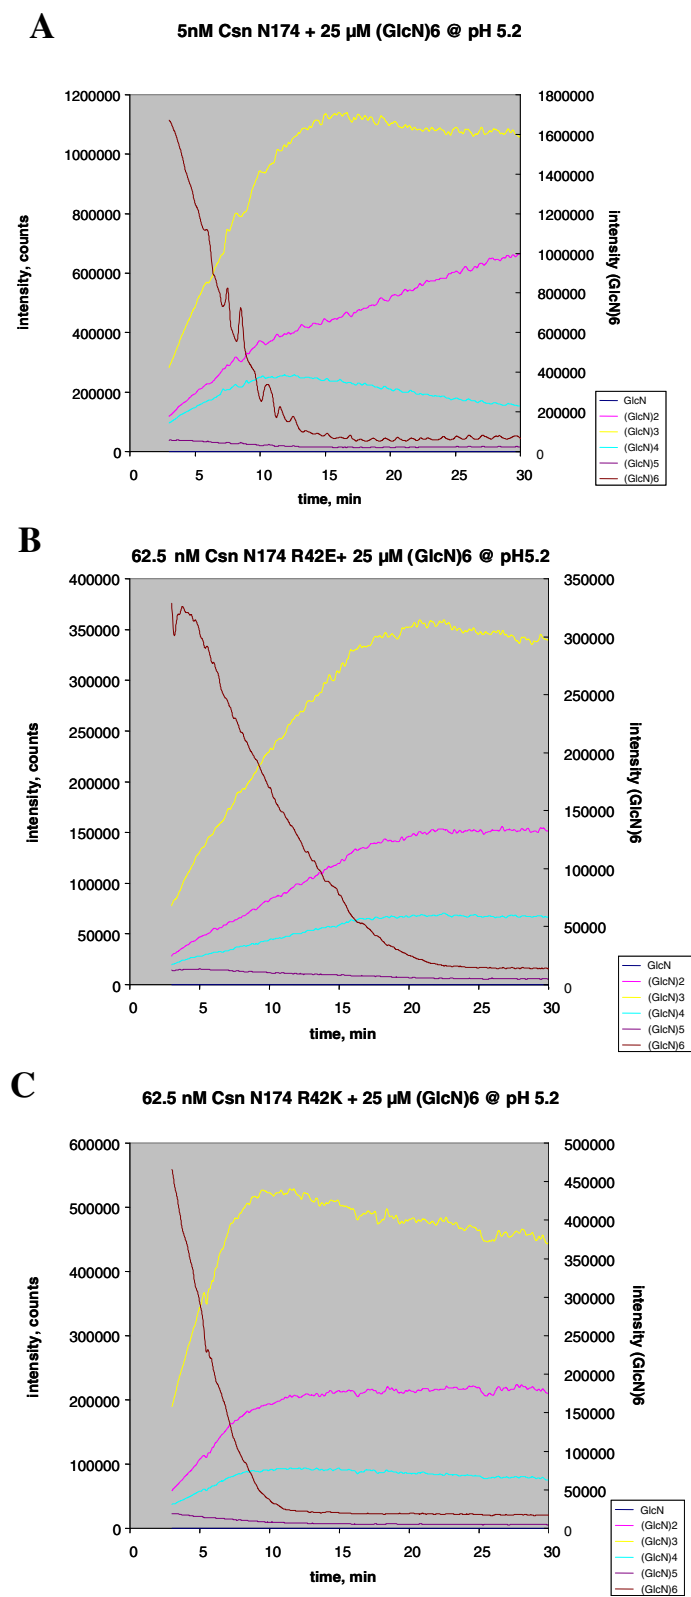 A
5nM Csn N174 + 25 µM (GlcN)6 @ pH 5.2
1200000
1000000
800000
600000
400000
200000
0
1800000
1600000
1400000
1200000
1000000
800000
600000
400000
200000
0
intensity, counts
intensity (GlcN)6
0 5 10 15 20 25 30
time, min
GlcN
(GlcN)2
(GlcN)3
(GlcN)4
(GlcN)5
(GlcN)6
B
62.5 nM Csn N174 R42E+ 25 µM (GlcN)6 @ pH5.2
400000
350000
300000
250000
200000
150000
100000
50000
0
350000
300000
250000
200000
150000
100000
50000
0
intensity, counts
intensity (GlcN)6
0 5 10 15 20 25 30
time, min
GlcN
(GlcN)2
(GlcN)3
(GlcN)4
(GlcN)5
(GlcN)6
C
62.5 nM Csn N174 R42K + 25 µM (GlcN)6 @ pH 5.2
600000
500000
400000
300000
200000
100000
0
500000
450000
400000
350000
300000
250000
200000
150000
100000
50000
0
intensity, counts
intensity (GlcN)6
0 5 10 15 20 25 30
time, min
GlcN
(GlcN)2
(GlcN)3
(GlcN)4
(GlcN)5
(GlcN)6